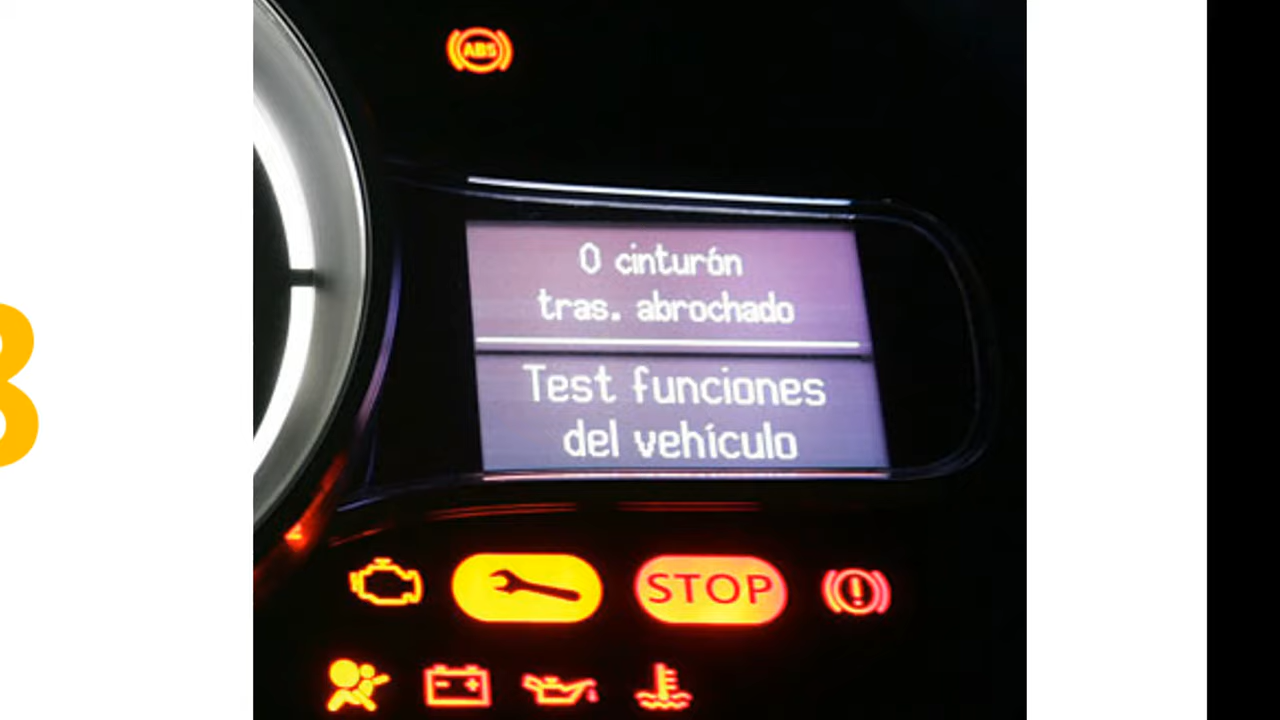 ABS
0 cinturón
tras. abrochado
Test funciones
del vehículo
STOP